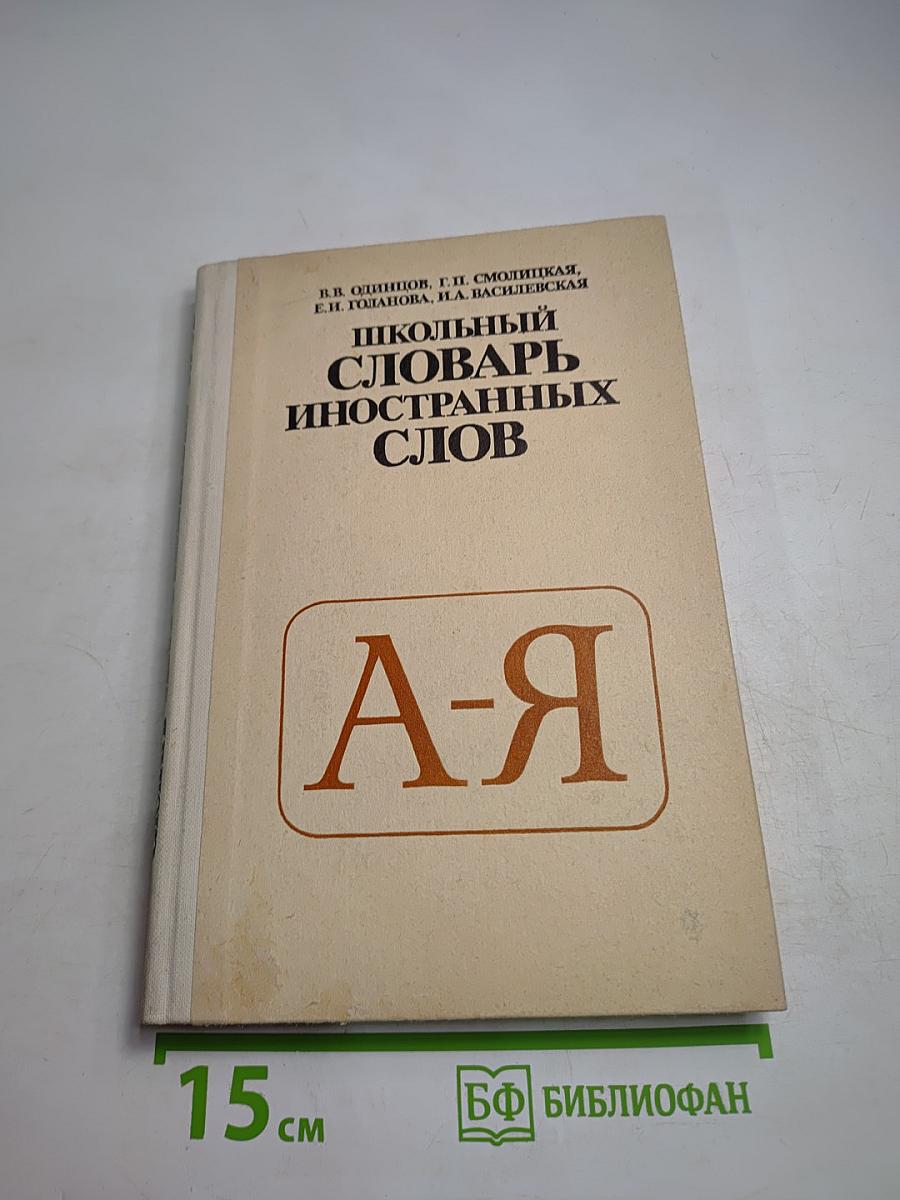 В.В. ОДИНЦОВ, Г.П. СМОЛИЦКАЯ,
Е.И. ГОЛАНОВА, И.А. ВАСИЛЕВСКАЯ
ШКОЛЬНЫЙ
СЛОВАРЬ
ИНОСТРАННЫХ
СЛОВ
А-Я
15 см
БФ БИБЛИОФАН